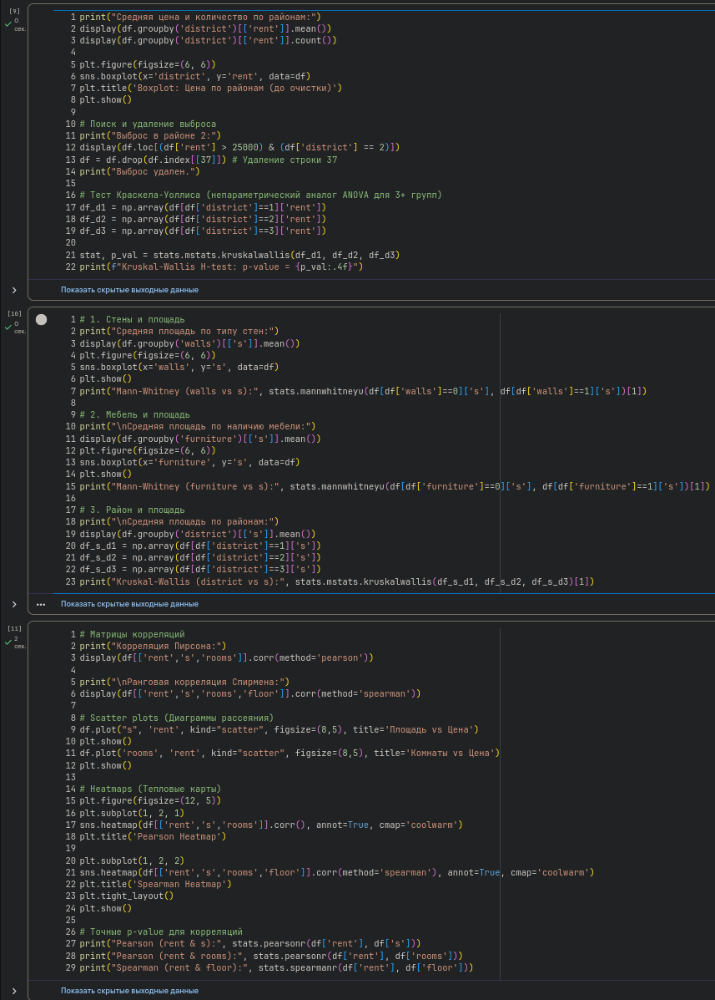 [9]
0
сек.
1 print("Средняя цена и количество по районам:")
2 display(df.groupby('district')[['rent']].mean())
3 display(df.groupby('district')[['rent']].count())
4
5 plt.figure(figsize=(6, 6))
6 sns.boxplot(x='district', y='rent', data=df)
7 plt.title('Boxplot: Цена по районам (до очистки)')
8 plt.show()
9
10 # Поиск и удаление выброса
11 print("Выброс в районе 2:")
12 display(df.loc[(df['rent'] > 25000) & (df['district'] == 2)])
13 df = df.drop(df.index[[37]]) # Удаление строки 37
14 print("Выброс удален.")
15
16 # Тест Краскела-Уоллиса (непараметрический аналог ANOVA для 3+ групп)
17 df_d1 = np.array(df[df['district']==1]['rent'])
18 df_d2 = np.array(df[df['district']==2]['rent'])
19 df_d3 = np.array(df[df['district']==3]['rent'])
20
21 stat, p_val = stats.mstats.kruskalwallis(df_d1, df_d2, df_d3)
22 print(f"Kruskal-Wallis H-test: p-value = {p_val:.4f}")
Показать скрытые выходные данные
[10]
0
сек.
1 # 1. Стены и площадь
2 print("Средняя площадь по типу стен:")
3 display(df.groupby('walls')[['s']].mean())
4 plt.figure(figsize=(6, 6))
5 sns.boxplot(x='walls', y='s', data=df)
6 plt.show()
7 print("Mann-Whitney (walls vs s):", stats.mannwhitneyu(df[df['walls']==0]['s'], df[df['walls']==1]['s'])[1])
8
9 # 2. Мебель и площадь
10 print("\nСредняя площадь по наличию мебели:")
11 display(df.groupby('furniture')[['s']].mean())
12 plt.figure(figsize=(6, 6))
13 sns.boxplot(x='furniture', y='s', data=df)
14 plt.show()
15 print("Mann-Whitney (furniture vs s):", stats.mannwhitneyu(df[df['furniture']==0]['s'], df[df['furniture']==1]['s'])[1])
16
17 # 3. Район и площадь
18 print("\nСредняя площадь по районам:")
19 display(df.groupby('district')[['s']].mean())
20 df_s_d1 = np.array(df[df['district']==1]['s'])
21 df_s_d2 = np.array(df[df['district']==2]['s'])
22 df_s_d3 = np.array(df[df['district']==3]['s'])
23 print("Kruskal-Wallis (district vs s):", stats.mstats.kruskalwallis(df_s_d1, df_s_d2, df_s_d3)[1])
Показать скрытые выходные данные
[11]
2
сек.
1 # Матрицы корреляций
2 print("Корреляция Пирсона:")
3 display(df[['rent','s','rooms']].corr(method='pearson'))
4
5 print("\nРанговая корреляция Спирмена:")
6 display(df[['rent','s','rooms','floor']].corr(method='spearman'))
7
8 # Scatter plots (Диаграммы рассеяния)
9 df.plot("s", 'rent', kind="scatter", figsize=(8,5), title='Площадь vs Цена')
10 plt.show()
11 df.plot('rooms', 'rent', kind="scatter", figsize=(8,5), title='Комнаты vs Цена')
12 plt.show()
13
14 # Heatmaps (Тепловые карты)
15 plt.figure(figsize=(12, 5))
16 plt.subplot(1, 2, 1)
17 sns.heatmap(df[['rent','s','rooms']].corr(), annot=True, cmap='coolwarm')
18 plt.title('Pearson Heatmap')
19
20 plt.subplot(1, 2, 2)
21 sns.heatmap(df[['rent','s','rooms','floor']].corr(method='spearman'), annot=True, cmap='coolwarm')
22 plt.title('Spearman Heatmap')
23 plt.tight_layout()
24 plt.show()
25
26 # Точные p-value для корреляций
27 print("Pearson (rent & s):", stats.pearsonr(df['rent'], df['s']))
28 print("Pearson (rent & rooms):", stats.pearsonr(df['rent'], df['rooms']))
29 print("Spearman (rent & floor):", stats.spearmanr(df['rent'], df['floor']))
Показать скрытые выходные данные